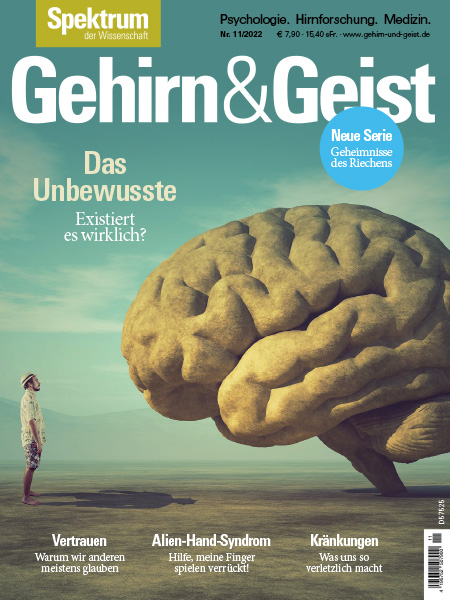 Spektrum
der Wissenschaft
Psychologie. Hirnforschung. Medizin.
Nr. 11/2022 € 7,90 · 15,40 sFr. · www.gehirn-und-geist.de
Gehirn&Geist
Neue Serie
Geheimnisse
des Riechens
Das
Unbewusste
Existiert
es wirklich?
Vertrauen
Warum wir anderen
meistens glauben
Alien-Hand-Syndrom
Hilfe, meine Finger
spielen verrückt!
Kränkungen
Was uns so
verletzlich macht
D57525
11